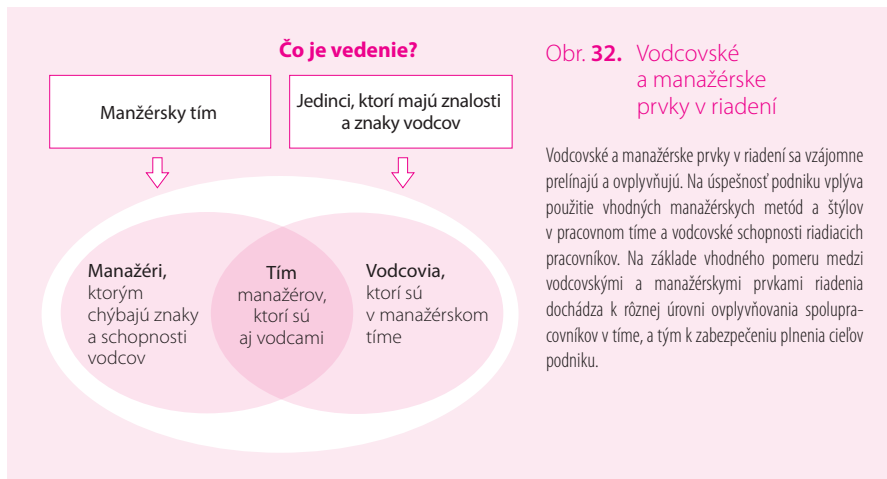 Čo je vedenie?
Manžérsky tím
Jedinci, ktorí majú znalosti
a znaky vodcov
Manažéri,
ktorým
chýbajú znaky
a schopnosti
vodcov
Tím
manažérov,
ktorí sú
aj vodcami
Vodcovia,
ktorí sú
v manažérskom
tíme
Obr. 32. Vodcovské
a manažérske
prvky v riadení
Vodcovské a manažérske prvky v riadení sa vzájomne
prelínajú a ovplyvňujú. Na úspešnosť podniku vplýva
použitie vhodných manažérskych metód a štýlov
v pracovnom tíme a vodcovské schopnosti riadiacich
pracovníkov. Na základe vhodného pomeru medzi
vodcovskými a manažérskymi prvkami riadenia
dochádza k rôznej úrovni ovplyvňovania spolupra-
covníkov v tíme, a tým k zabezpečeniu plnenia cieľov
podniku.